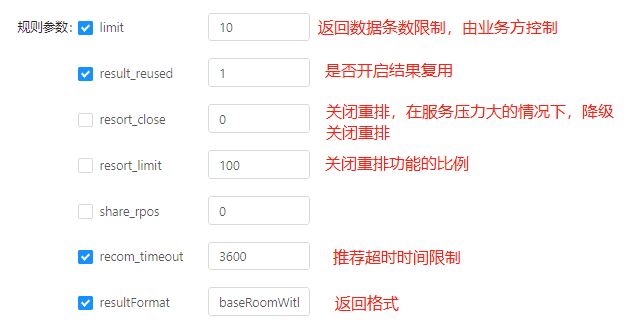 规则参数: limit 10 返回数据条数限制，由业务方控制
result_reused 1 是否开启结果复用
resort_close 0 关闭重排，在服务压力大的情况下，降级
关闭重排
resort_limit 100 关闭重排功能的比例
share_rpos 0
recom_timeout 3600 推荐超时时间限制
resultFormat baseRoomWitl 返回格式